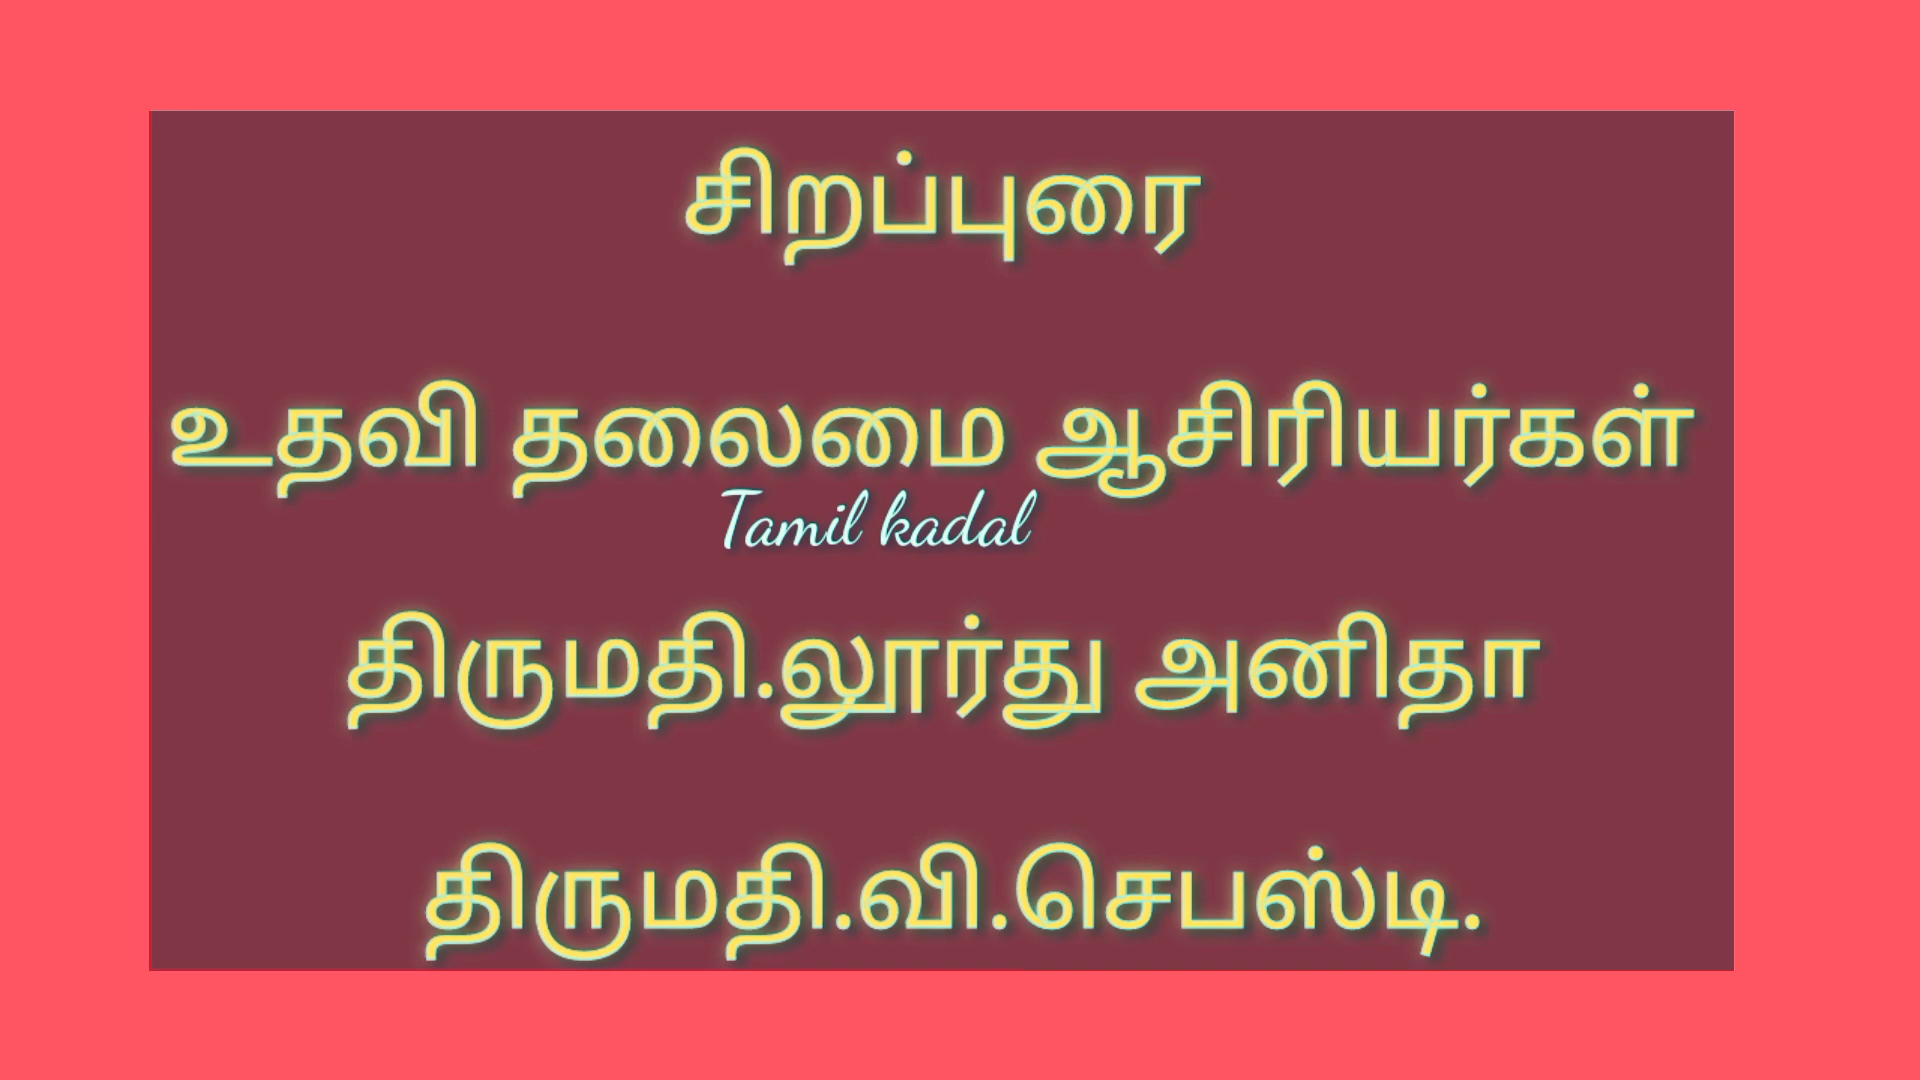 சிறப்புரை
உதவி தலைமை ஆசிரியர்கள்
Tamil kadal
திருமதி.லூர்து அனிதா
திருமதி.வி.செபஸ்டி.